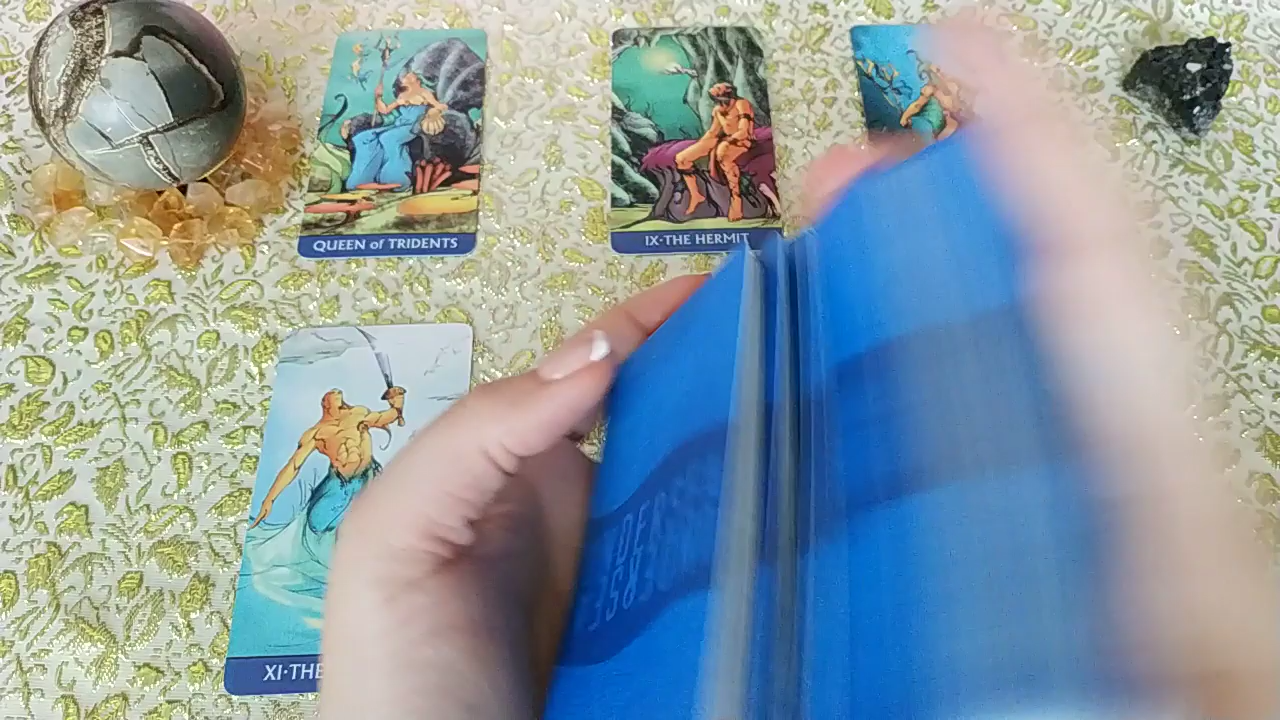 QUEEN of TRIDENTS
IX·THE HERMIT
XI·THE